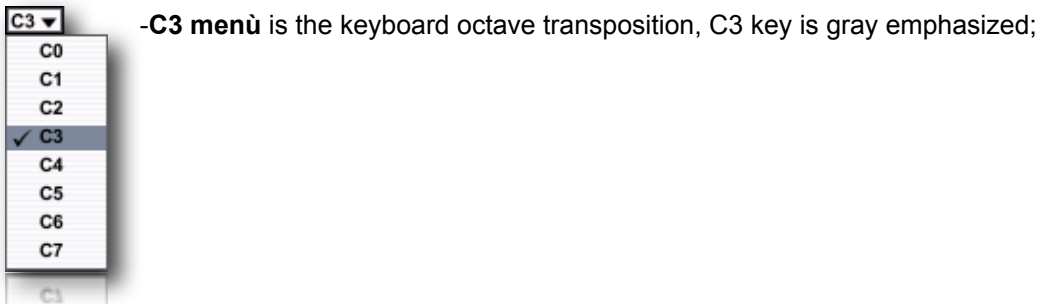 C3 ▼ -C3 menù is the keyboard octave transposition, C3 key is gray emphasized;
C0
C1
C2
✓ C3
C4
C5
C6
C7
C3